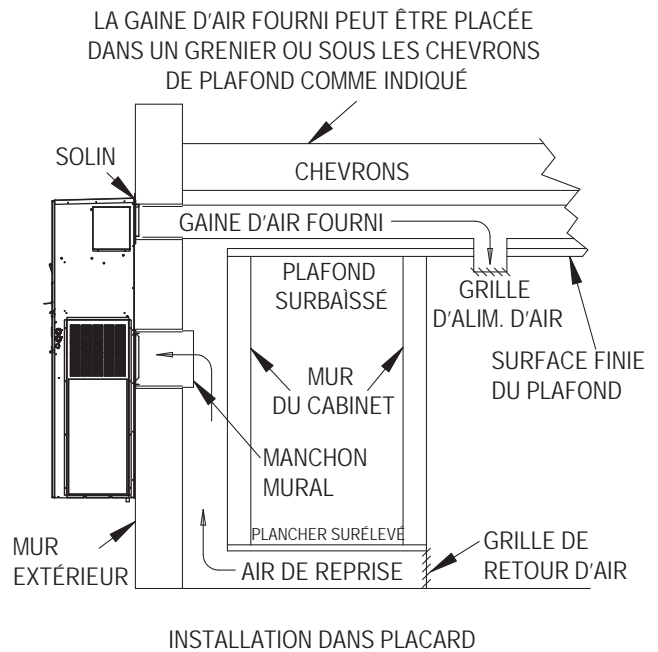 LA GAINE D'AIR FOURNI PEUT ÊTRE PLACÉE
DANS UN GRENIER OU SOUS LES CHEVRONS
DE PLAFOND COMME INDIQUÉ
SOLIN
CHEVRONS
GAINE D'AIR FOURNI
PLAFOND
SURBAÌSSÉ
GRILLE
D'ALIM. D'AIR
SURFACE FINIE
DU PLAFOND
MUR
DU CABINET
MANCHON
MURAL
PLANCHER SURÉLEVÉ
MUR
EXTÉRIEUR
AIR DE REPRISE
GRILLE DE
RETOUR D'AIR
INSTALLATION DANS PLACARD